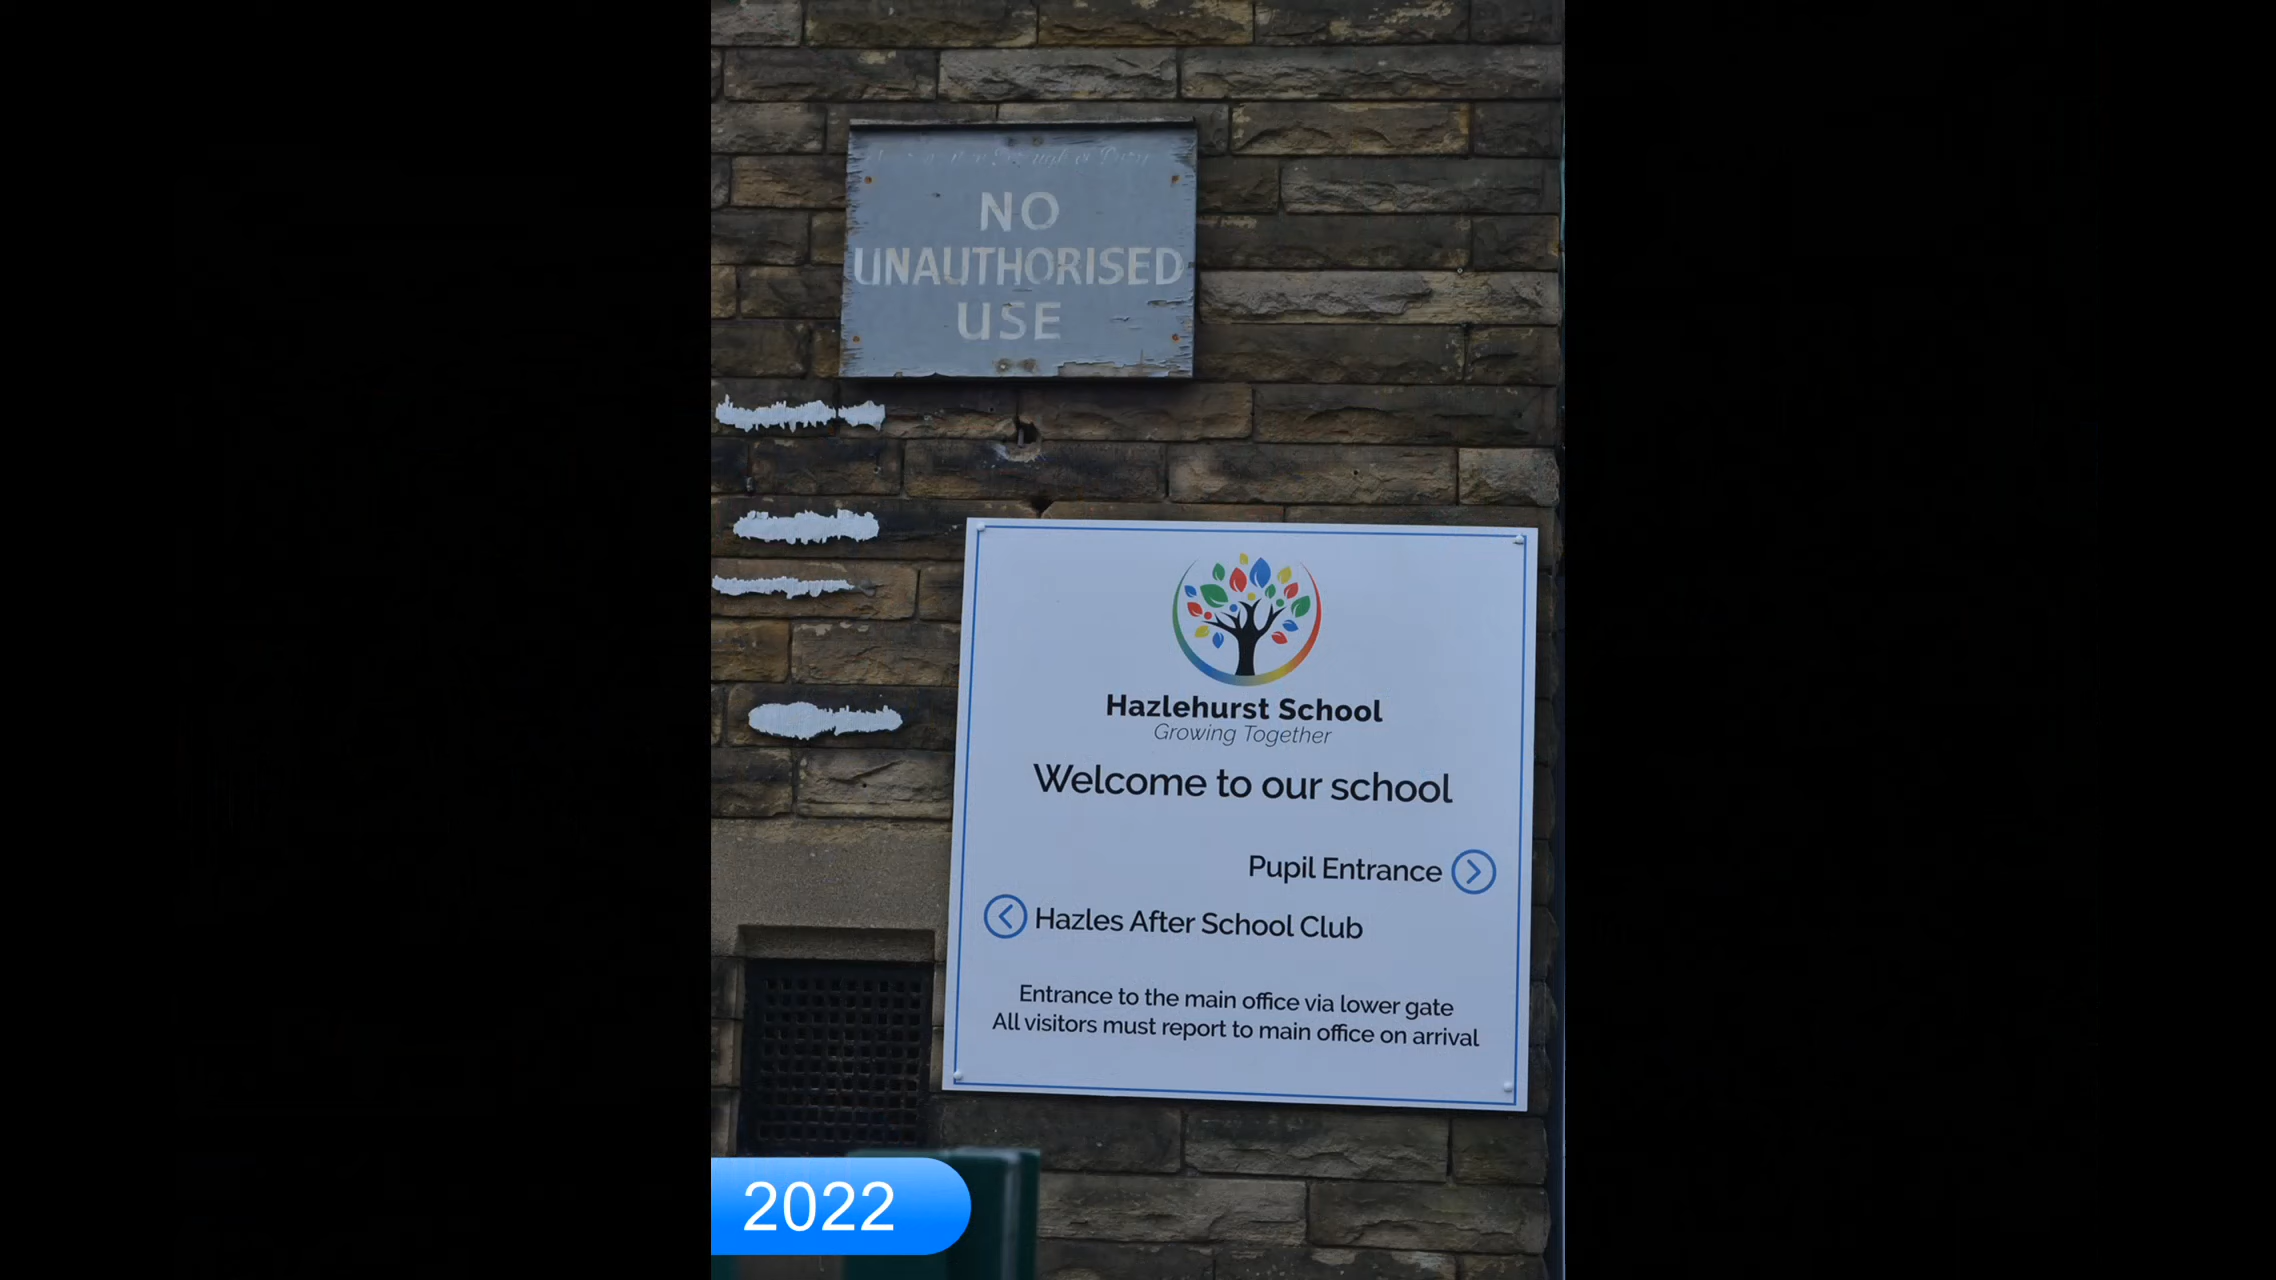 NO
UNAUTHORISED
USE
Hazlehurst School
Growing Together
Welcome to our school
Pupil Entrance
Hazles After School Club
Entrance to the main office via lower gate
All visitors must report to main office on arrival
2022